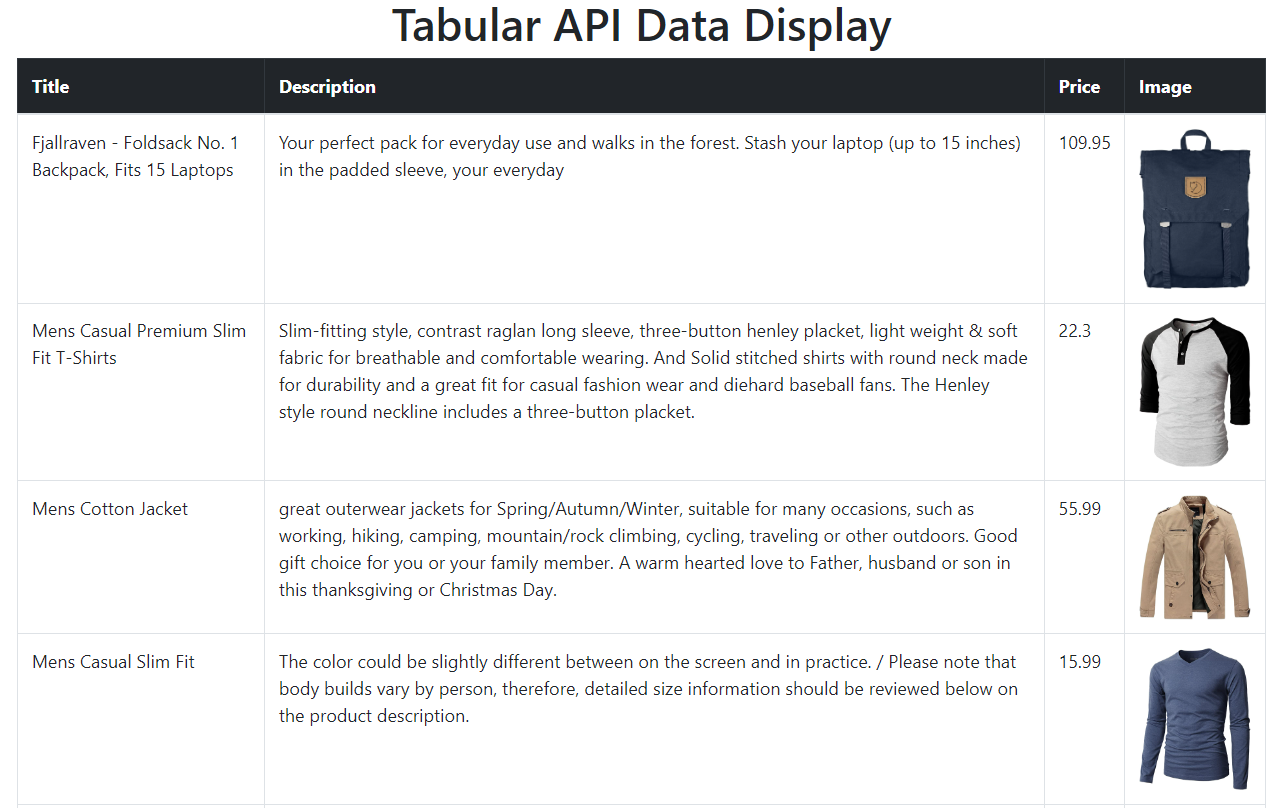 Tabular API Data Display
Title Description Price Image
Fjallraven - Foldsack No. 1
Backpack, Fits 15 Laptops
Your perfect pack for everyday use and walks in the forest. Stash your laptop (up to 15 inches)
in the padded sleeve, your everyday
109.95
Mens Casual Premium Slim
Fit T-Shirts
Slim-fitting style, contrast raglan long sleeve, three-button henley placket, light weight & soft
fabric for breathable and comfortable wearing. And Solid stitched shirts with round neck made
for durability and a great fit for casual fashion wear and diehard baseball fans. The Henley
style round neckline includes a three-button placket.
22.3
Mens Cotton Jacket
great outerwear jackets for Spring/Autumn/Winter, suitable for many occasions, such as
working, hiking, camping, mountain/rock climbing, cycling, traveling or other outdoors. Good
gift choice for you or your family member. A warm hearted love to Father, husband or son in
this thanksgiving or Christmas Day.
55.99
Mens Casual Slim Fit
The color could be slightly different between on the screen and in practice. / Please note that
body builds vary by person, therefore, detailed size information should be reviewed below on
the product description.
15.99